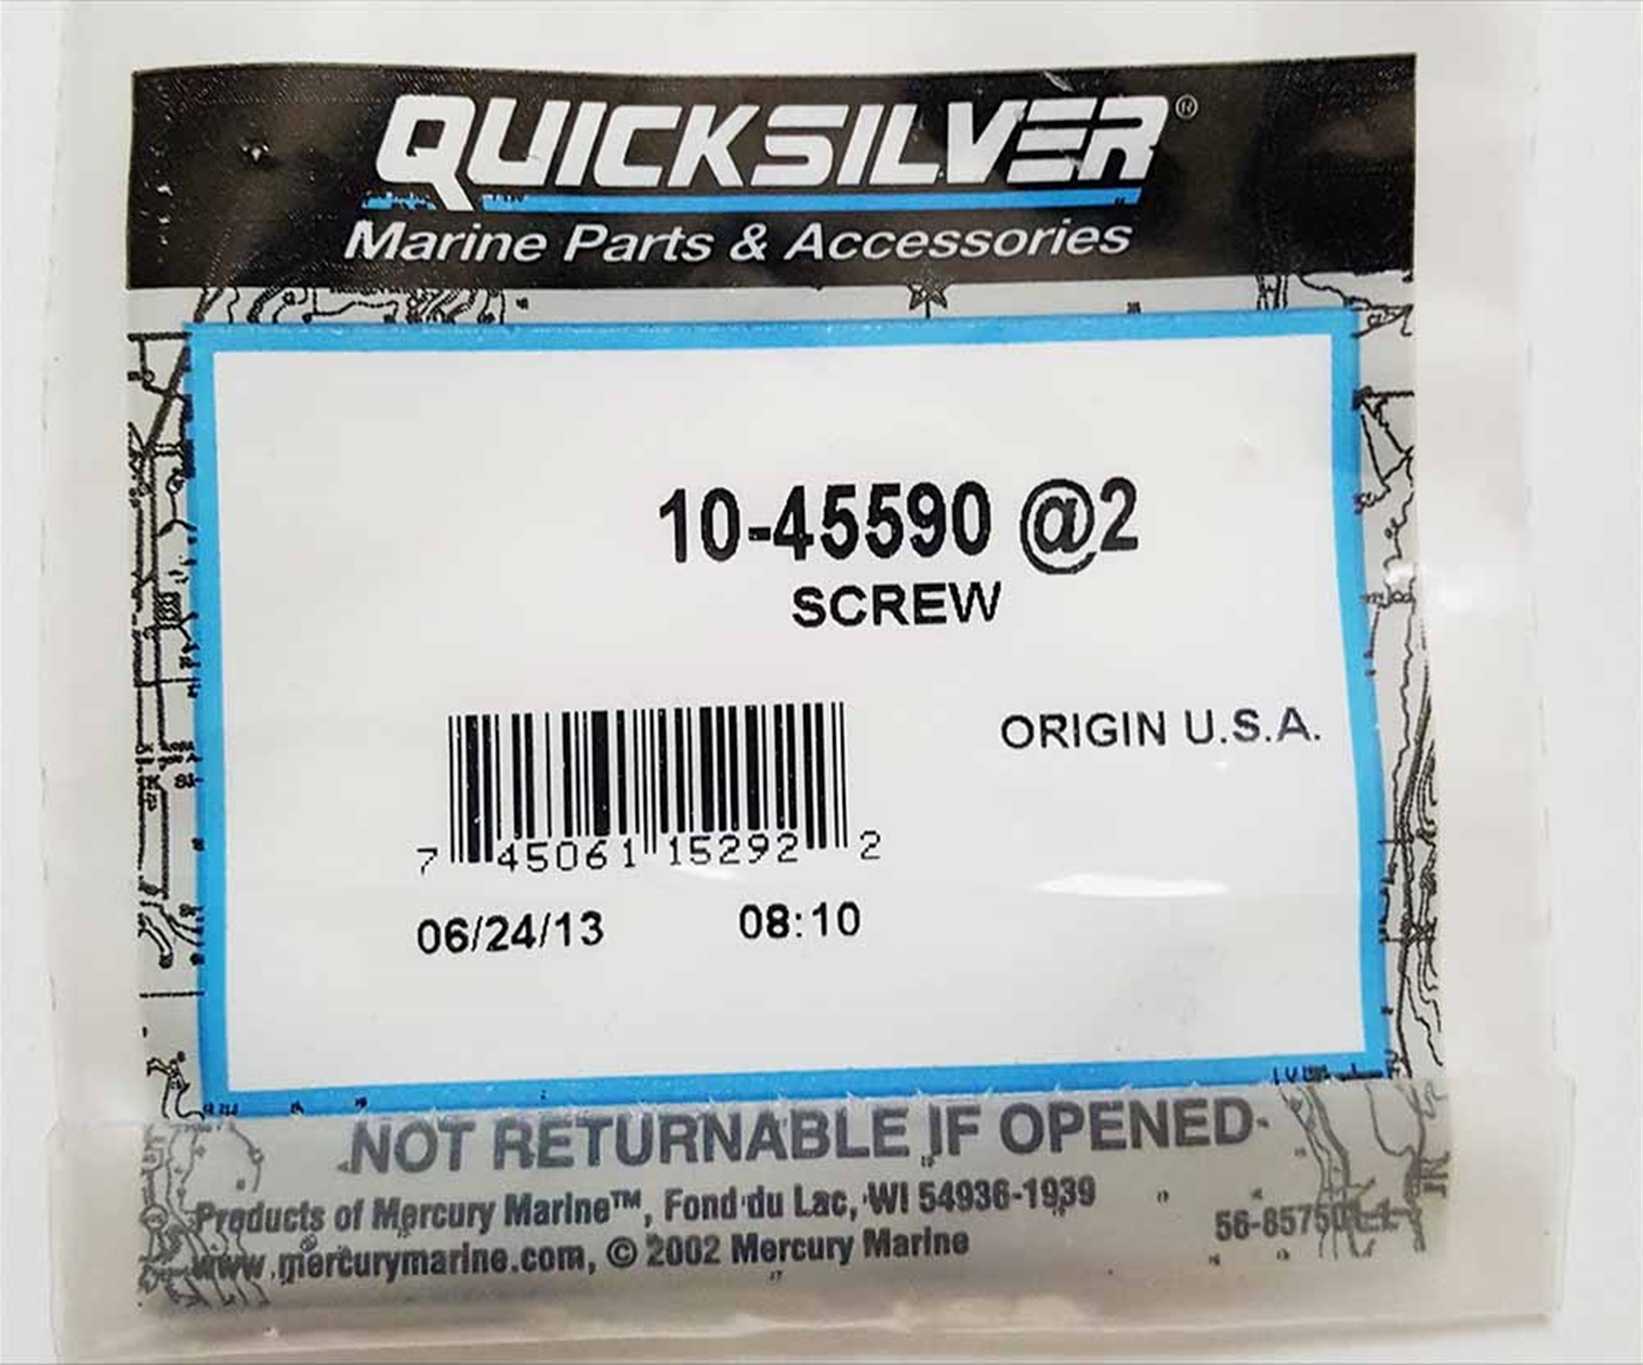 QUICKSILVER®
Marine Parts & Accessories
10-45590 @2
SCREW
ORIGIN U.S.A.
7 45061 15292 2
06/24/13 08:10
NOT RETURNABLE IF OPENED
Products of Mercury Marine™, Fond du Lac, WI 54936-1939
www.mercurymarine.com, © 2002 Mercury Marine